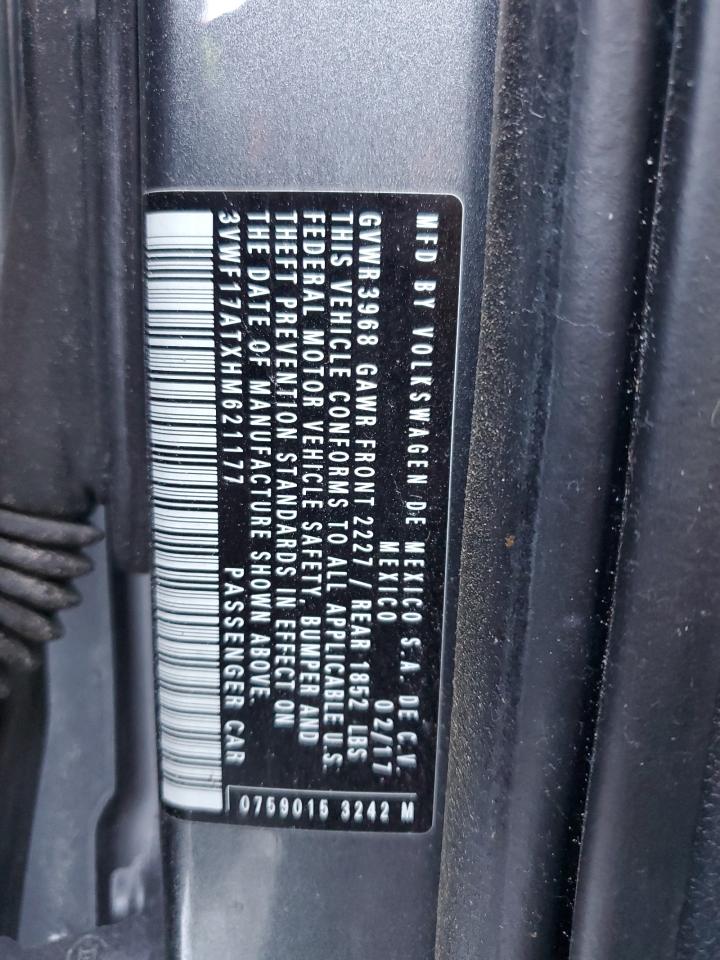 MFD BY VOLKSWAGEN DE MEXICO S.A. DE C.V.
MEXICO 02/17
GVWR 3968 GAWR FRONT 2227 / REAR 1852 LBS
THIS VEHICLE CONFORMS TO ALL APPLICABLE U.S.
FEDERAL MOTOR VEHICLE SAFETY, BUMPER AND
THEFT PREVENTION STANDARDS IN EFFECT ON
THE DATE OF MANUFACTURE SHOWN ABOVE.
3VWF17ATXHM621177 PASSENGER CAR
0759015 3242 M